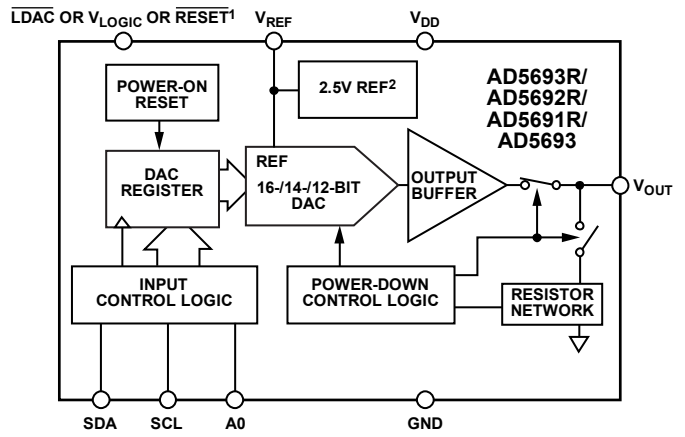 LDAC OR VLOGIC OR RESET1
VREF
VDD
POWER-ON
RESET
2.5V REF2
AD5693R/
AD5692R/
AD5691R/
AD5693
DAC
REGISTER
REF
16-/14-/12-BIT
DAC
OUTPUT
BUFFER
VOUT
INPUT
CONTROL LOGIC
POWER-DOWN
CONTROL LOGIC
RESISTOR
NETWORK
SDA
SCL
A0
GND